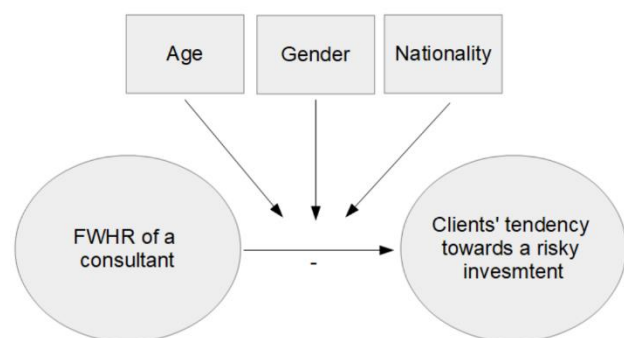 Age
Gender
Nationality
FWHR of a
consultant
-
Clients' tendency
towards a risky
invesmtent